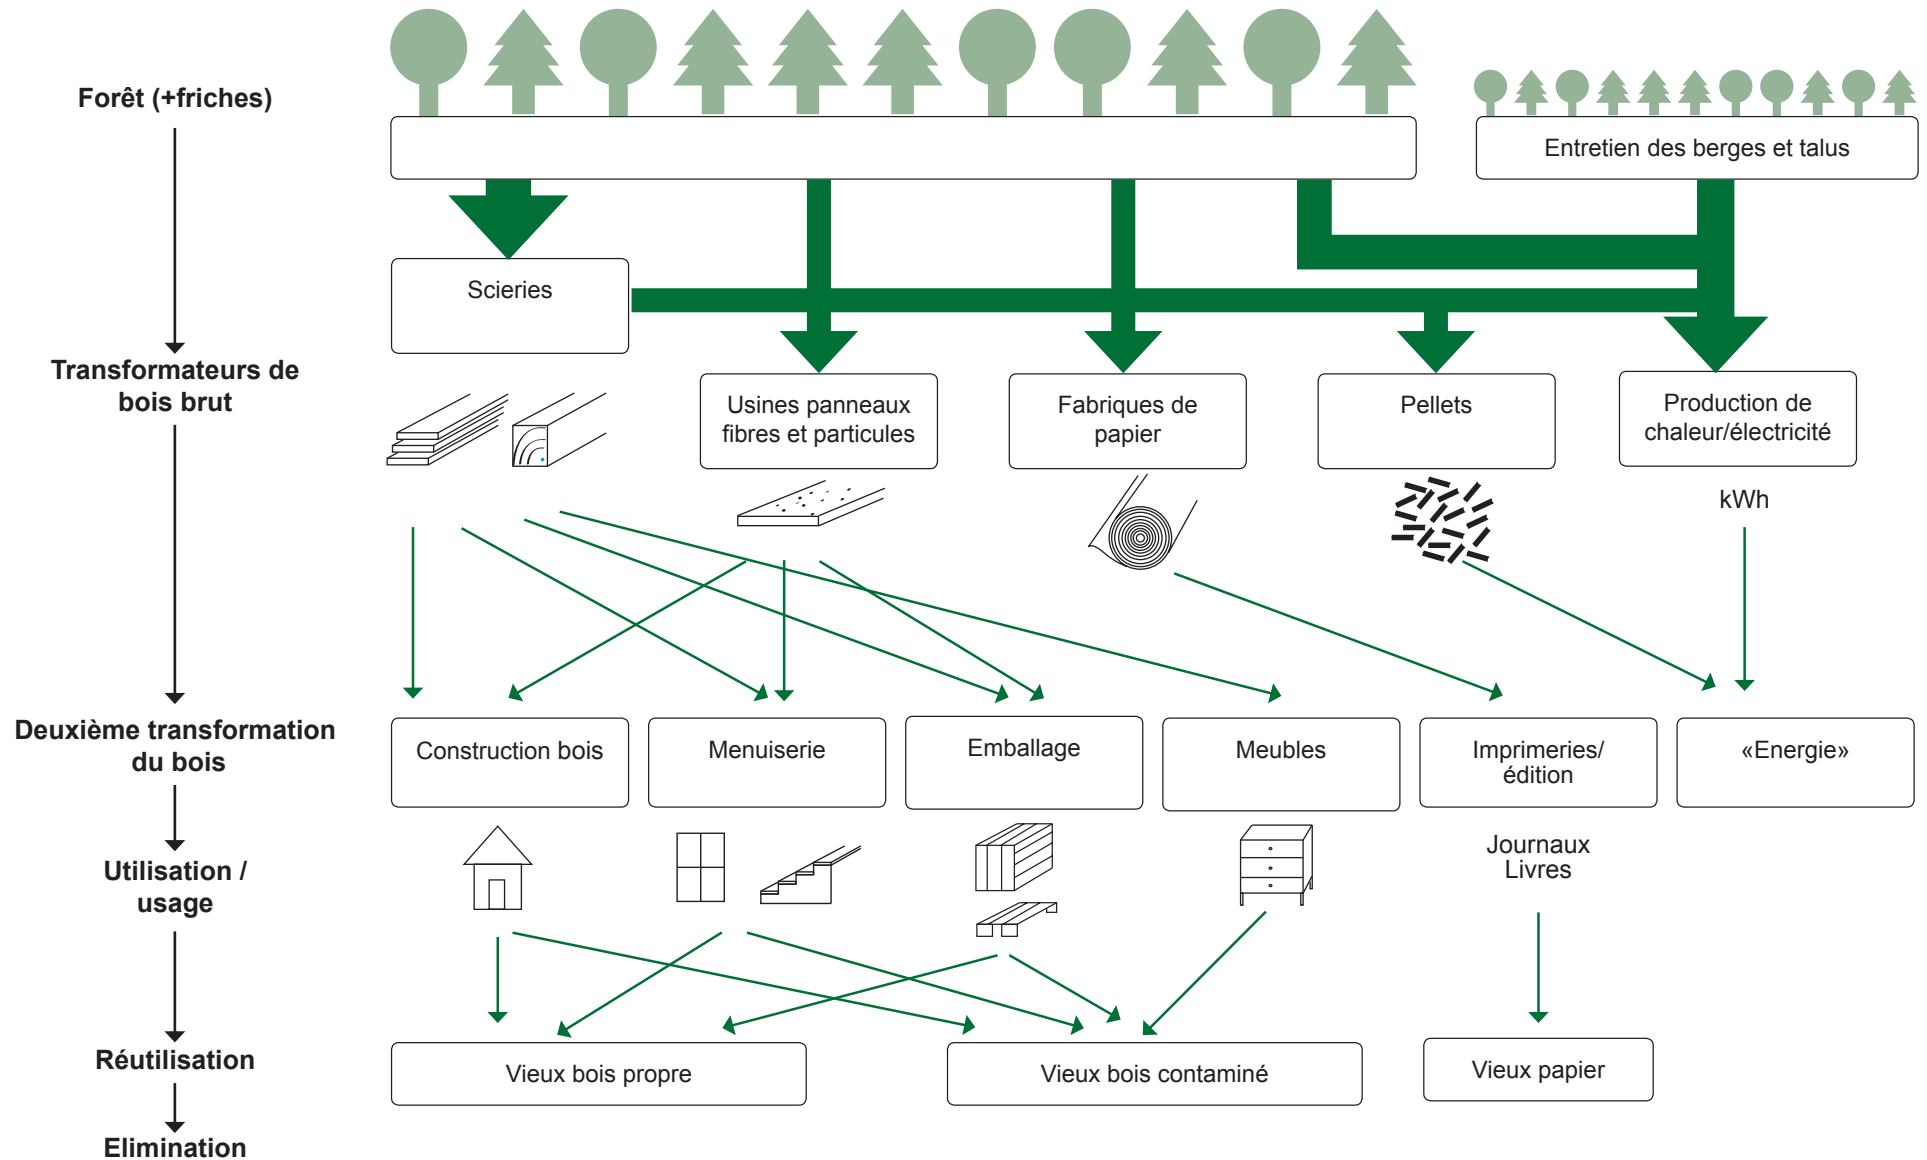 Forêt (+friches)
Entretien des berges et talus
Scieries
Transformateurs de
bois brut
Usines panneaux
fibres et particules
Fabriques de
papier
Pellets
Production de
chaleur/électricité
kWh
Deuxième transformation
du bois
Construction bois
Menuiserie
Emballage
Meubles
Imprimeries/
édition
«Energie»
Utilisation /
usage
Journaux
Livres
Réutilisation
Vieux bois propre
Vieux bois contaminé
Vieux papier
Elimination